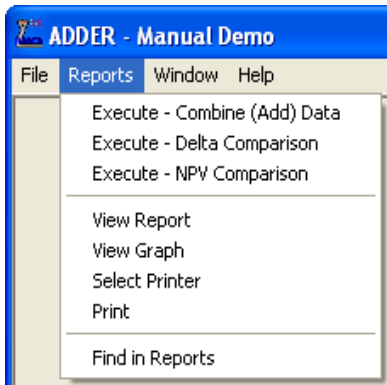 ADDER - Manual Demo
File Reports Window Help
Execute - Combine (Add) Data
Execute - Delta Comparison
Execute - NPV Comparison
View Report
View Graph
Select Printer
Print
Find in Reports